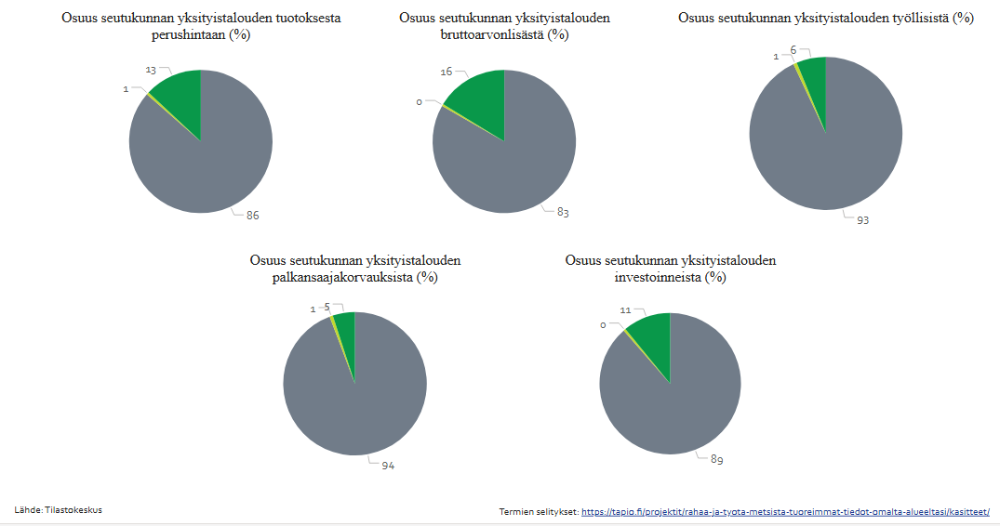 Osuus seutukunnan yksityistalouden tuotoksesta
perushintaan (%)
13
1
86
Osuus seutukunnan yksityistalouden
bruttoarvonlisästä (%)
16
0
83
Osuus seutukunnan yksityistalouden työllisistä (%)
6
1
93
Osuus seutukunnan yksityistalouden
palkansaajakorvauksista (%)
1
5
94
Osuus seutukunnan yksityistalouden
investoinneista (%)
11
0
89
Lähde: Tilastokeskus
Termien selitykset: https://tapio.fi/projektit/rahaa-ja-tyota-metsista-tuoreimmat-tiedot-omalta-alueeltasi/kasitteet/